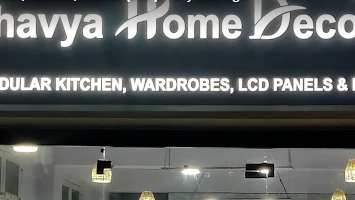 havya Home Deco
DULAR KITCHEN, WARDROBES, LCD PANELS &